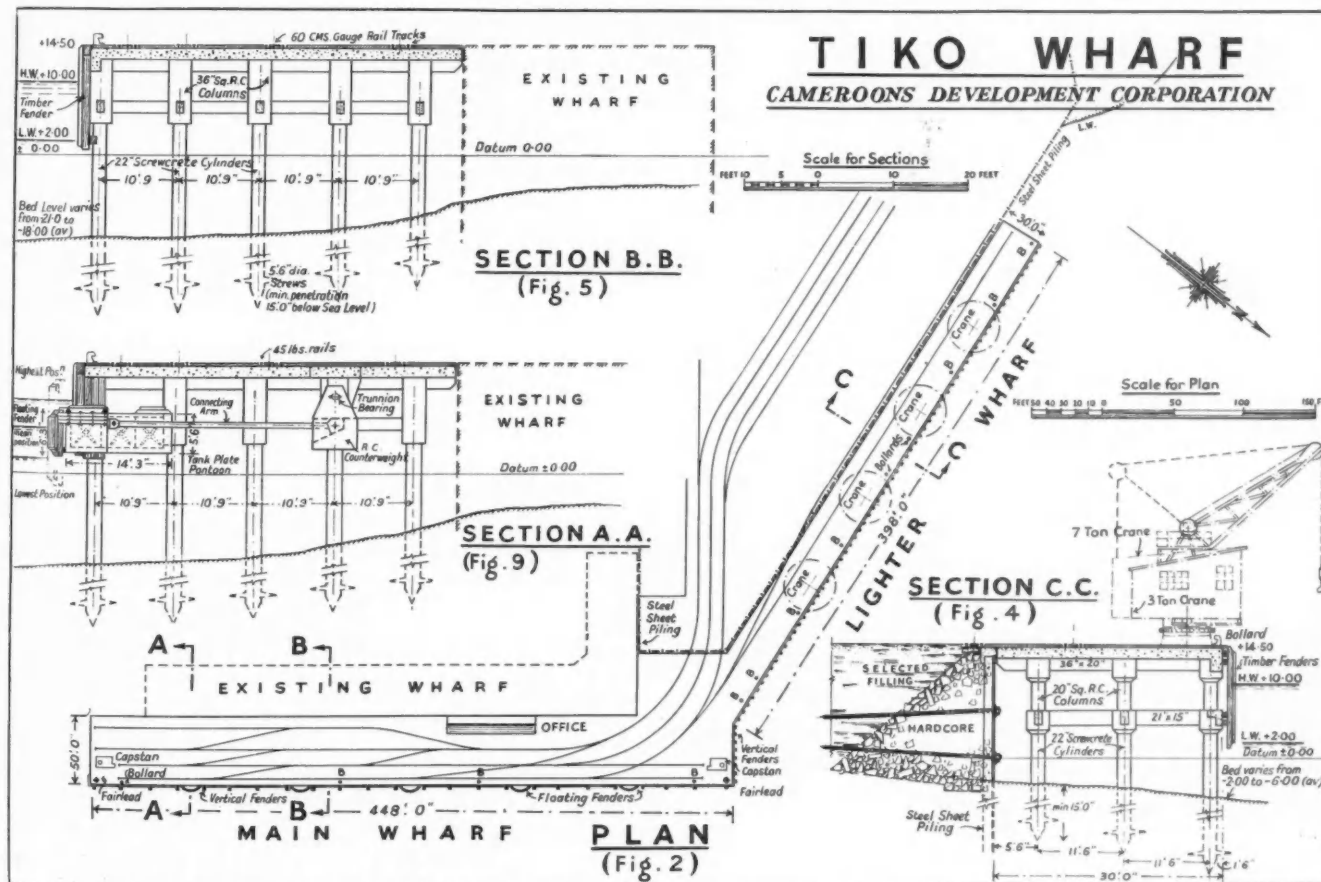 TIKO WHARF
CAMEROONS DEVELOPMENT CORPORATION
60 CMS. Gauge Rail Tracks
+14·50
H.W.+10·00
Timber
Fender
L.W.+2·00
± 0·00
36" Sq. R.C.
Columns
EXISTING
WHARF
Datum 0·00
22" Screwcrete Cylinders
10'.9"
10'.9"
10'.9"
10'.9"
Bed Level varies
from -21·0 to
-18·00 (av)
5'.6" dia.
Screws
(min. penetration
15'.0" below Sea Level)
SECTION B.B.
(Fig. 5)
Scale for Sections
FEET 10 5 0 10 20 FEET
L.W.
Steel Sheet Piling
30'.0"
45 lbs. rails
Highest Posn
Floating
Fender
Mean
position
Lowest Position
Connecting
Arm
Trunnion
Bearing
5'.6"
R.C.
Counterweight
14'.3"
Tank Plate
Pontoon
EXISTING
WHARF
Datum ±0·00
10'.9"
10'.9"
10'.9"
10'.9"
SECTION A.A.
(Fig. 9)
N
Scale for Plan
FEET 50 40 30 20 10 0 50 100 150
B
B
B
B
B
B
B
B
Crane
Crane
Crane
Crane
Bollards
C
C
398'.0"
LIGHTER WHARF
Steel
Sheet
Piling
A
B
EXISTING WHARF
OFFICE
50'.0"
Capstan
Bollard
B
B
B
Fairlead
A
Vertical Fenders
B
Floating Fenders
Vertical
Fenders
Capstan
Fairlead
448'.0"
MAIN WHARF
PLAN
(Fig. 2)
7 Ton Crane
3 Ton Crane
SECTION C.C.
(Fig. 4)
Bollard
+14·50
Timber Fenders
H.W.+10·00
SELECTED
FILLING
36" x 20"
20" Sq. R.C.
Columns
HARDCORE
21" x 15"
22" Screwcrete
Cylinders
L.W.+2·00
Datum ±0·00
Bed varies from
-2·00 to -6·00 (av)
min 15'.0"
Steel Sheet
Piling
5'.6"
11'.6"
11'.6"
1'.6"
30'.0"